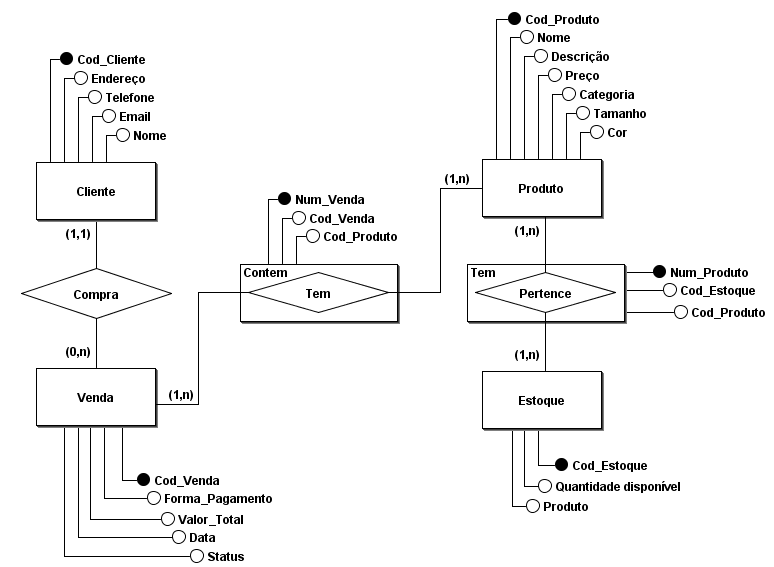 Cod_Produto
Nome
Descrição
Preço
Categoria
Tamanho
Cor
Produto
(1,n)
(1,n)
Cod_Cliente
Endereço
Telefone
Email
Nome
Cliente
(1,1)
Compra
(0,n)
Num_Venda
Cod_Venda
Cod_Produto
Contem
Tem
Tem
Pertence
Num_Produto
Cod_Estoque
Cod_Produto
(1,n)
Venda
(1,n)
Estoque
Cod_Venda
Forma_Pagamento
Valor_Total
Data
Status
Cod_Estoque
Quantidade disponível
Produto